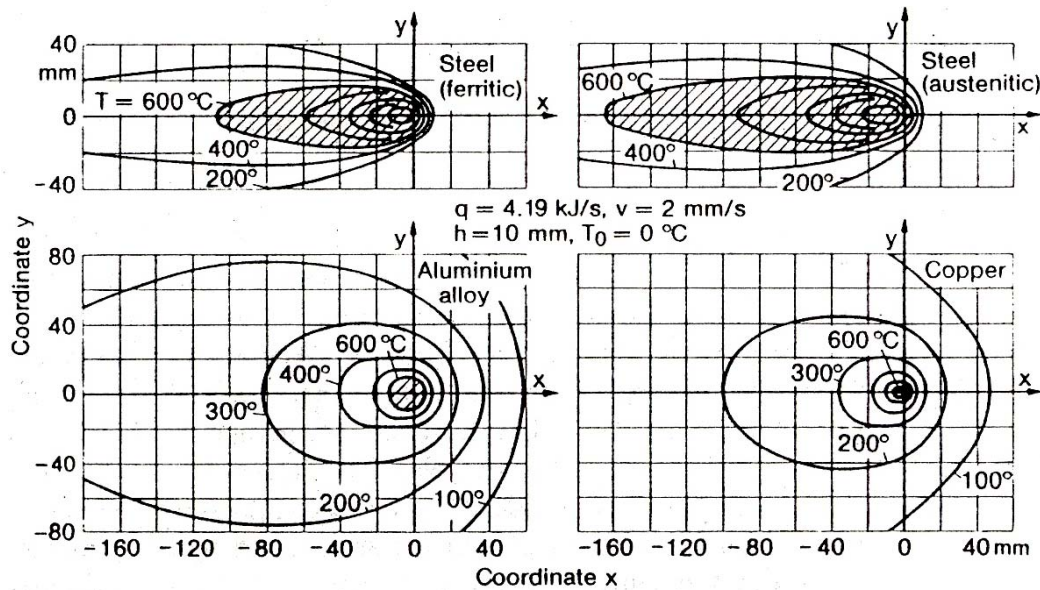 y
y
40
mm
20
0
-20
-40
Steel
(ferritic)
T = 600 °C
x
400°
200°
Steel
(austenitic)
600 °C
x
400°
200°
q = 4.19 kJ/s, v = 2 mm/s
h = 10 mm, T0 = 0 °C
Coordinate y
y
y
80
40
0
-40
-80
Aluminium
alloy
600 °C
400°
x
300°
200°
100°
Copper
600 °C
300°
x
200°
100°
-160 -120 -80 -40 0 40
-160 -120 -80 -40 0 40 mm
Coordinate x